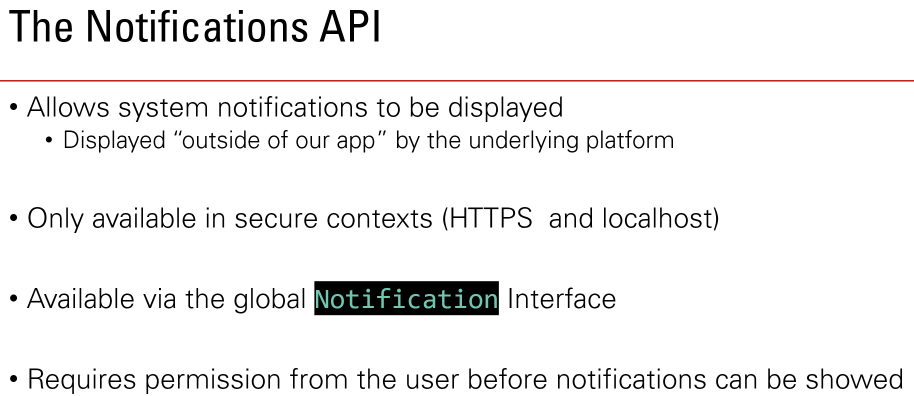 The Notifications API
• Allows system notifications to be displayed
• Displayed “outside of our app” by the underlying platform
• Only available in secure contexts (HTTPS  and localhost)
• Available via the global Notification Interface
• Requires permission from the user before notifications can be showed